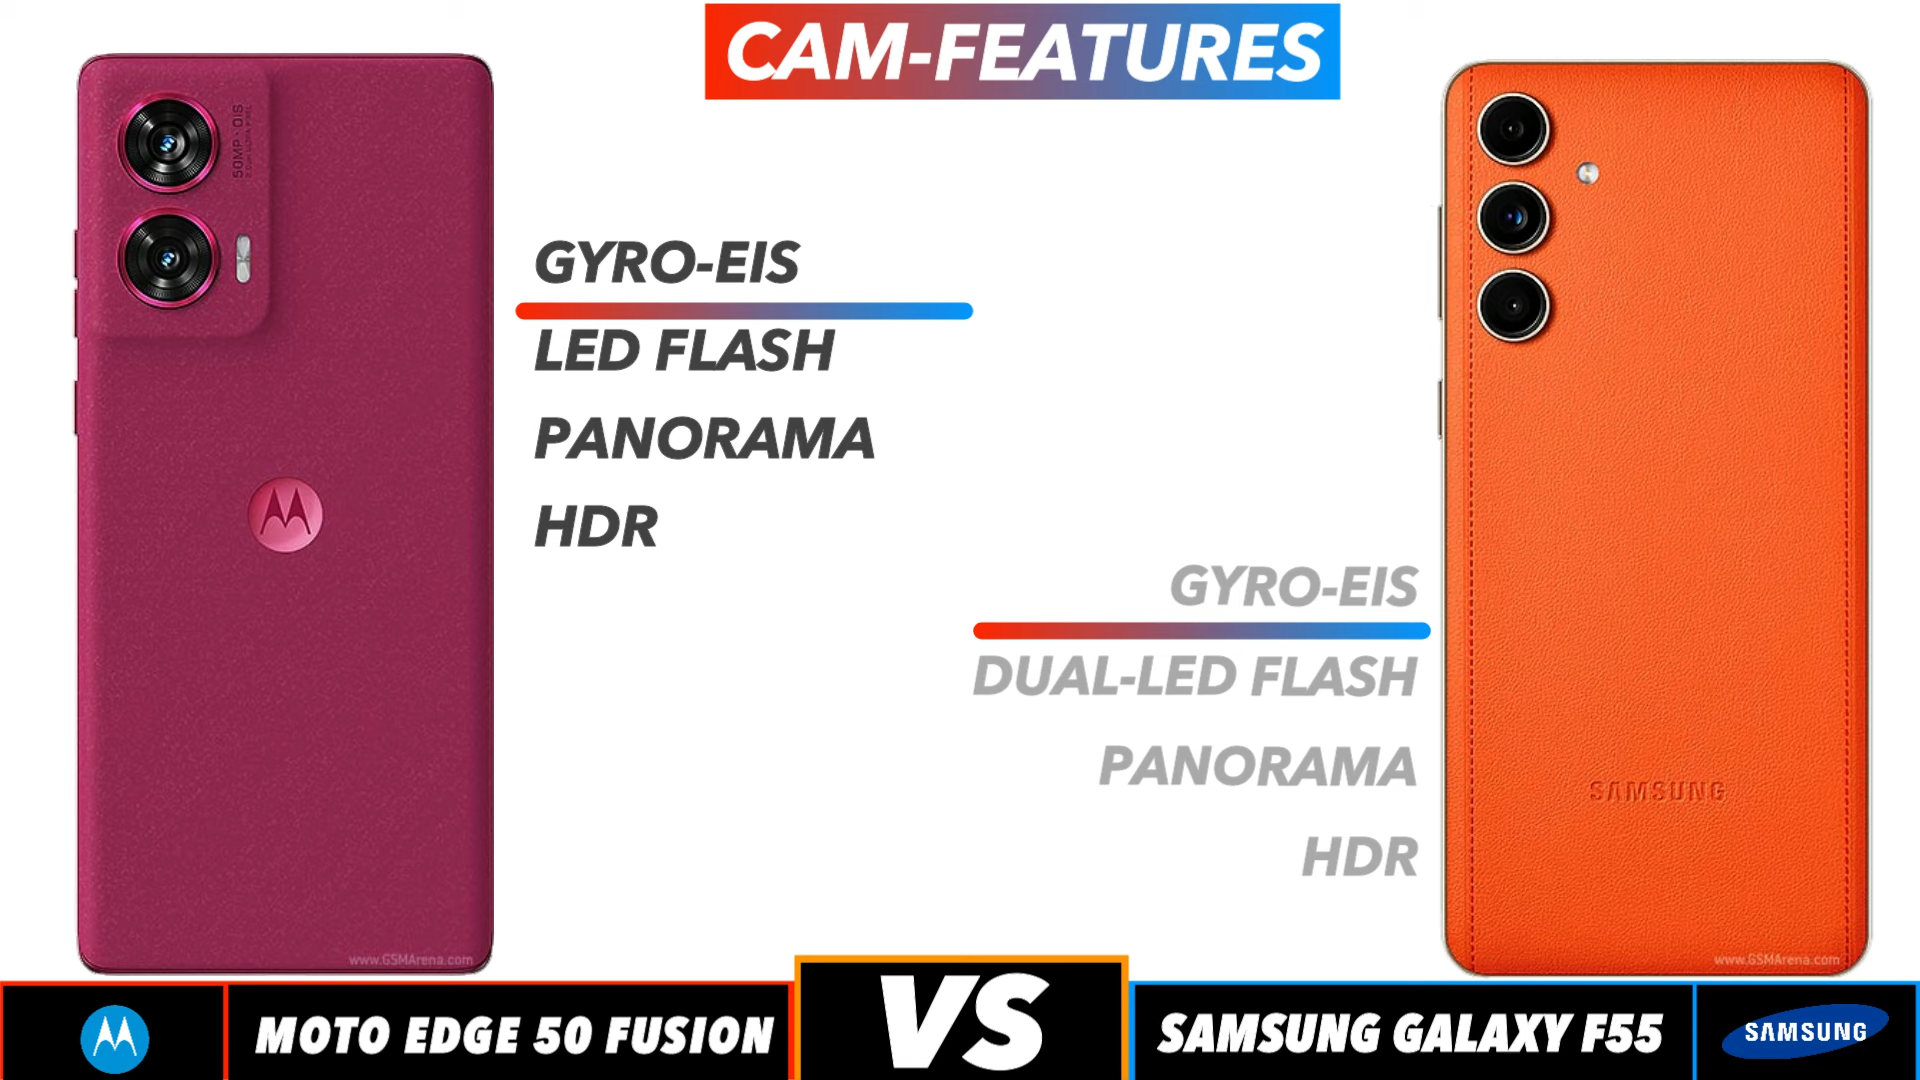 CAM-FEATURES
50MP · OIS
GYRO-EIS
LED FLASH
PANORAMA
HDR
GYRO-EIS
DUAL-LED FLASH
PANORAMA
HDR
SAMSUNG
www.GSMArena.com
www.GSMArena.com
MOTO EDGE 50 FUSION
VS
SAMSUNG GALAXY F55
SAMSUNG